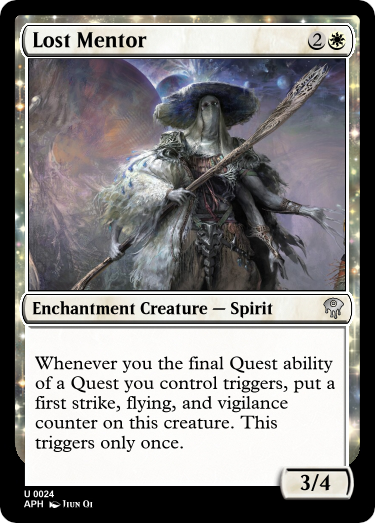 Lost Mentor 2
Enchantment Creature — Spirit
Whenever you the final Quest ability
of a Quest you control triggers, put a
first strike, flying, and vigilance
counter on this creature. This
triggers only once.
3/4
U 0024
APH Jiun Oi